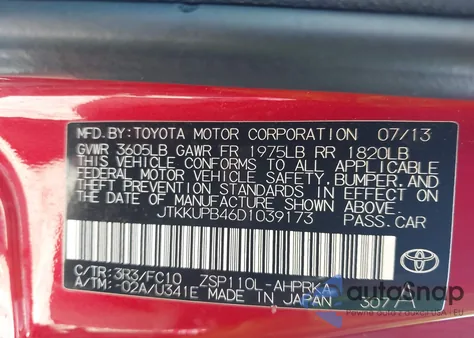 MFD.BY:TOYOTA MOTOR CORPORATION 07/13
GVWR 3605LB GAWR FR 1975LB RR 1820LB
THIS VEHICLE CONFORMS TO ALL APPLICABLE
FEDERAL MOTOR VEHICLE SAFETY, BUMPER, AND
THEFT PREVENTION STANDARDS IN EFFECT ON
THE DATE OF MANUFACTURE SHOWN ABOVE.
JTKKUPB46D1039173 PASS.CAR
C/TR:3R3/FC10 ZSP110L-AHPRKA
A/TM:-02A/U341E MADE IN JAPAN 3077A
autosnap